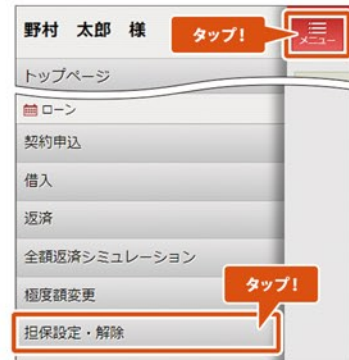 野村 太郎 様
タップ!
メニュー
トップページ
ローン
契約申込
借入
返済
全額返済シミュレーション
極度額変更
タップ!
担保設定・解除